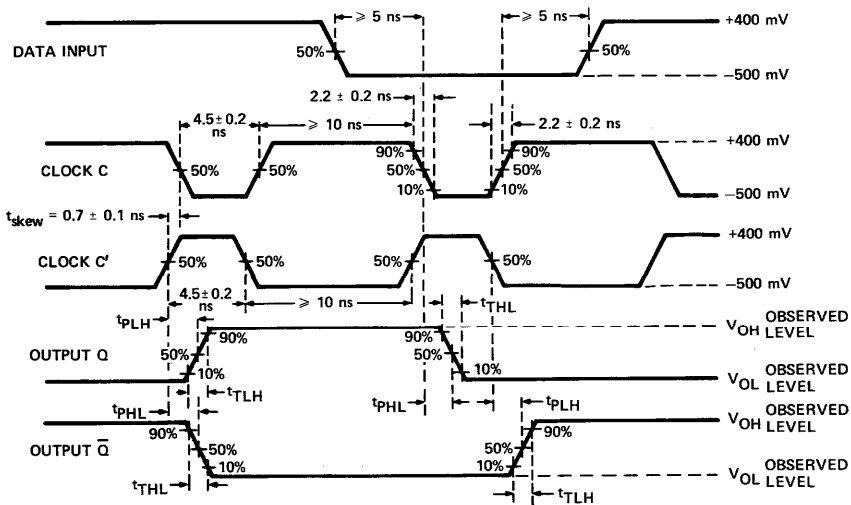 ≥ 5 ns
≥ 5 ns
+400 mV
DATA INPUT
50%
50%
−500 mV
2.2 ± 0.2 ns
4.5± 0.2
ns
≥ 10 ns
2.2 ± 0.2 ns
+400 mV
90%
90%
CLOCK C
50%
50%
50%
50%
10%
10%
−500 mV
tskew = 0.7 ± 0.1 ns
+400 mV
CLOCK C′
50%
50%
50%
50%
−500 mV
4.5± 0.2
ns
≥ 10 ns
tTHL
tPLH
VOH OBSERVED
LEVEL
90%
90%
OUTPUT Q
50%
50%
10%
10%
VOL OBSERVED
LEVEL
tTLH
tPHL
tPHL
tPLH
VOH OBSERVED
LEVEL
90%
90%
OUTPUT Q̅
50%
50%
10%
10%
VOL OBSERVED
LEVEL
tTHL
tTLH